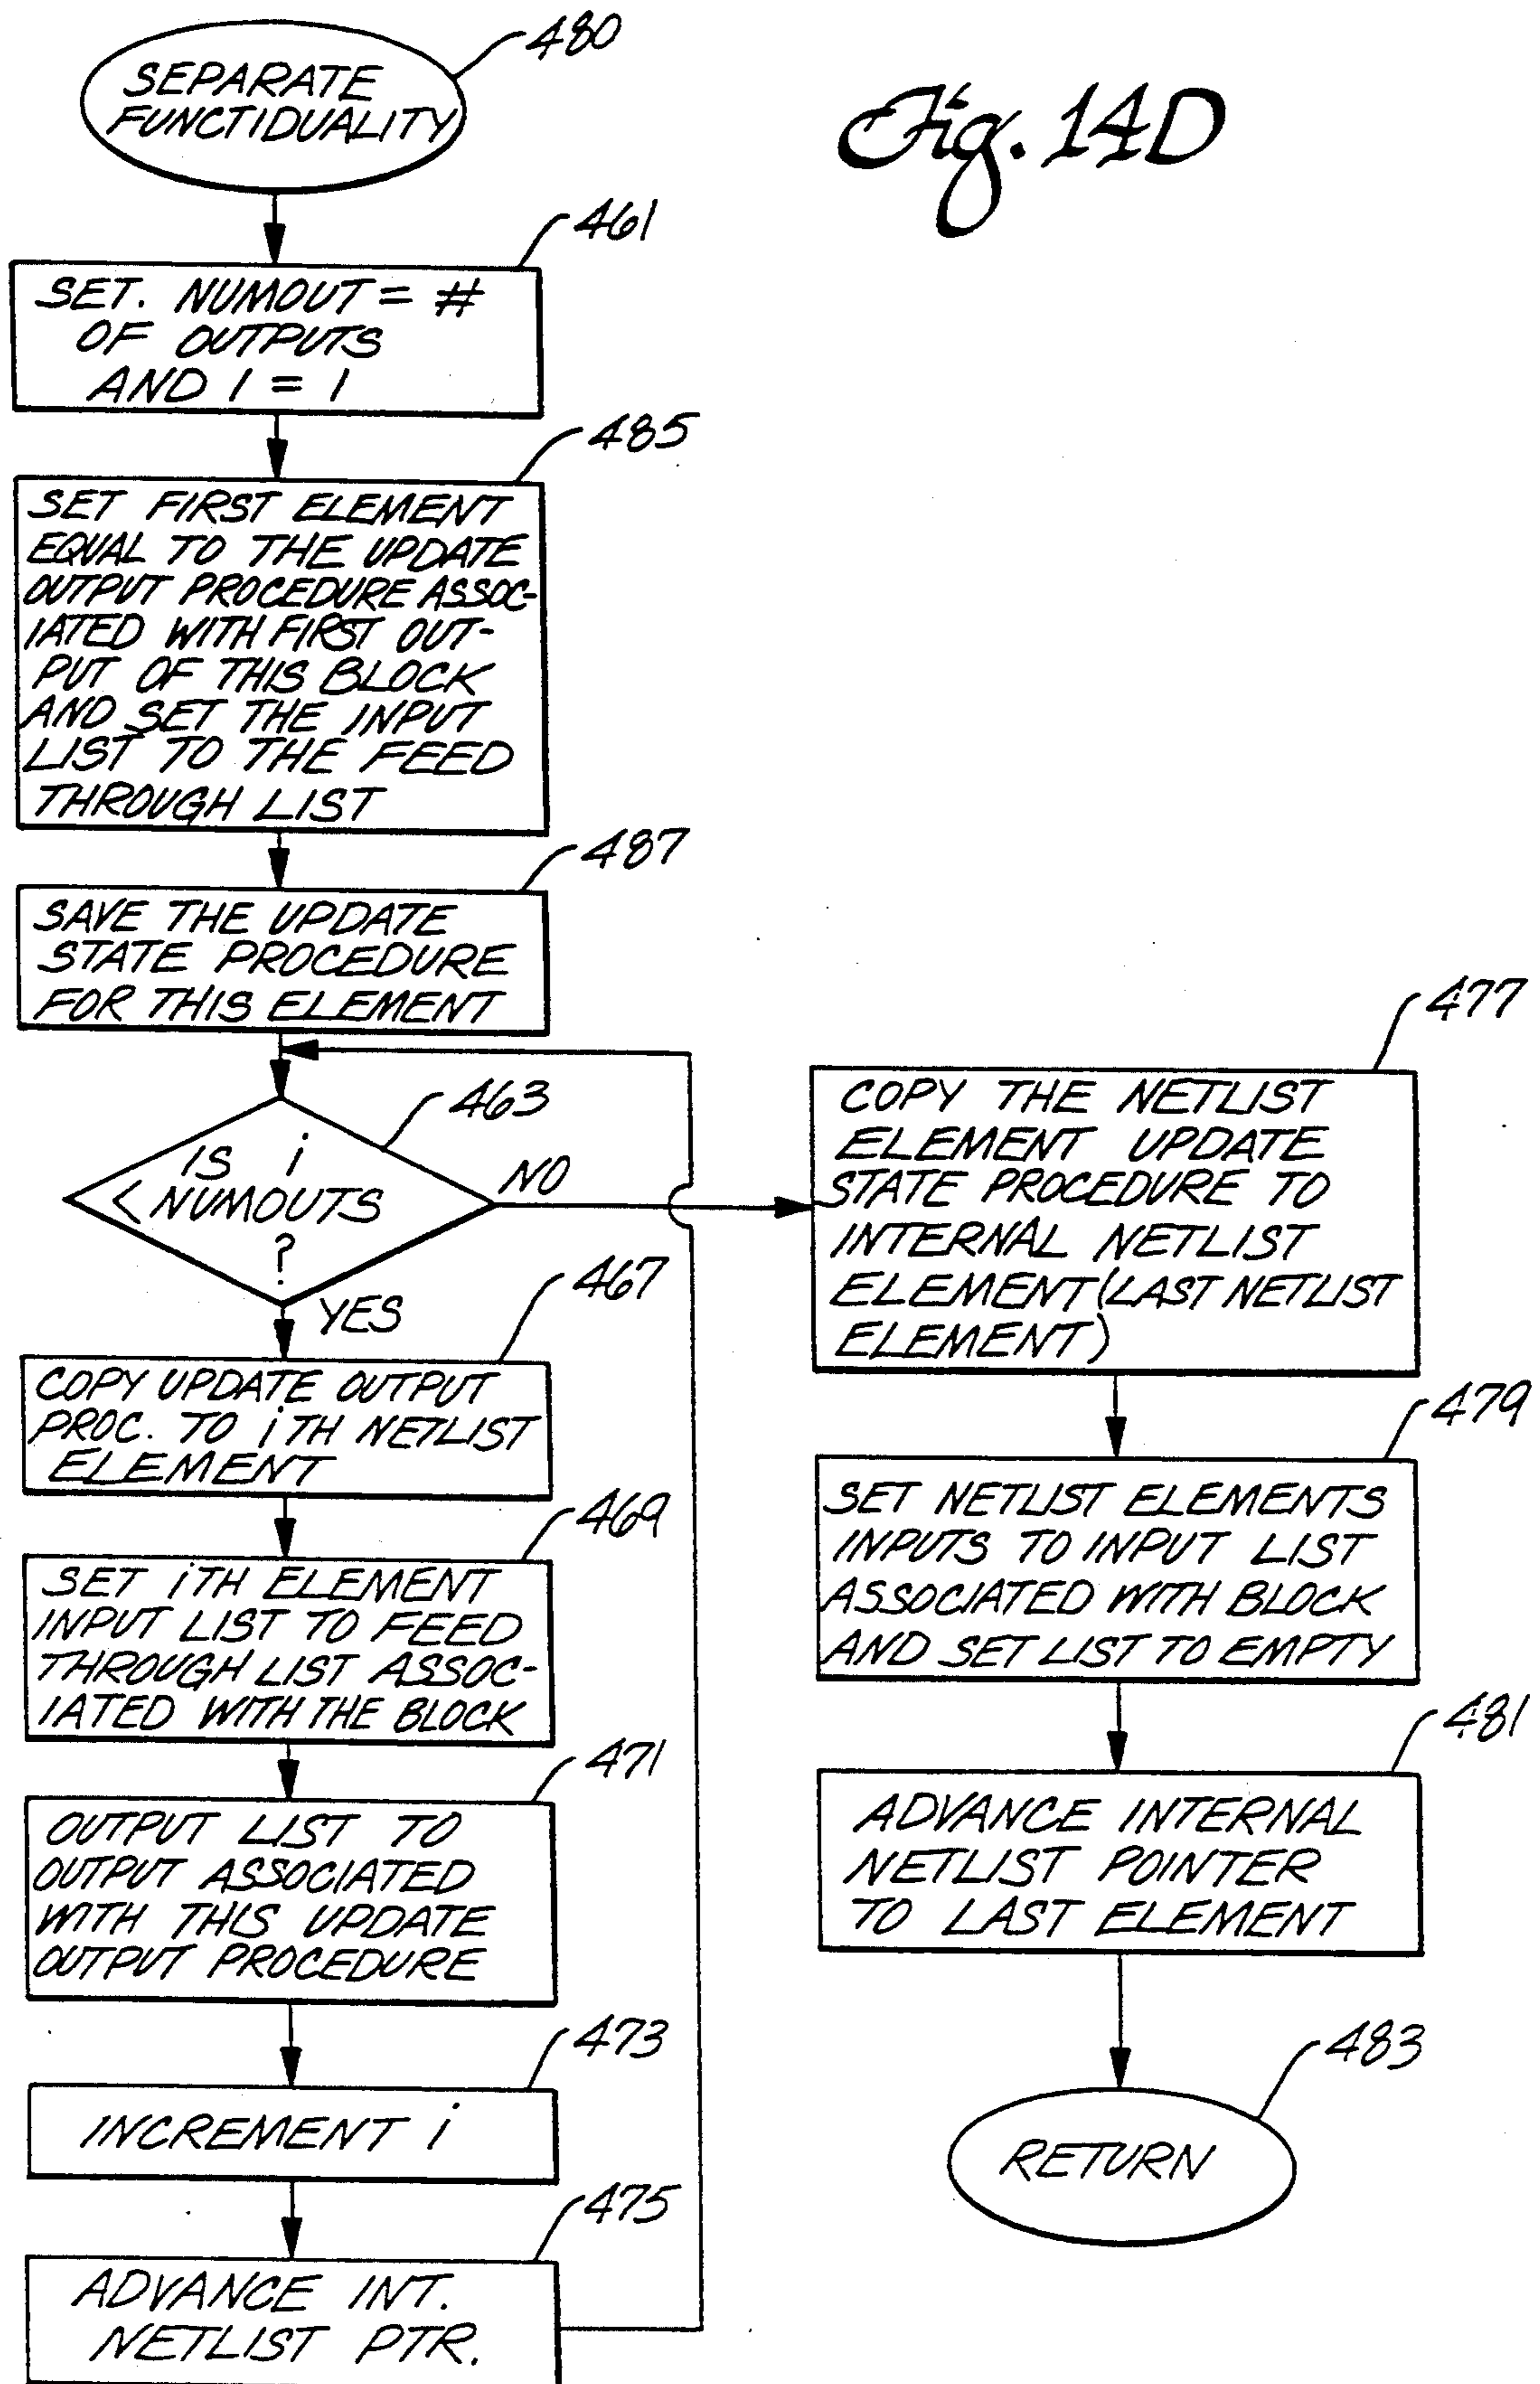 480
SEPARATE
FUNCTIDUALITY
Fig. 14D
461
SET. NUMOUT = #
OF OUTPUTS
AND I = 1
485
SET FIRST ELEMENT
EQUAL TO THE UPDATE
OUTPUT PROCEDURE ASSOC-
IATED WITH FIRST OUT-
PUT OF THIS BLOCK
AND SET THE INPUT
LIST TO THE FEED
THROUGH LIST
487
SAVE THE UPDATE
STATE PROCEDURE
FOR THIS ELEMENT
463
IS i
< NUMOUTS
?
NO
YES
467
COPY UPDATE OUTPUT
PROC. TO iTH NETLIST
ELEMENT
469
SET iTH ELEMENT
INPUT LIST TO FEED
THROUGH LIST ASSOC-
IATED WITH THE BLOCK
471
OUTPUT LIST TO
OUTPUT ASSOCIATED
WITH THIS UPDATE
OUTPUT PROCEDURE
473
INCREMENT i
475
ADVANCE INT.
NETLIST PTR.
477
COPY THE NETLIST
ELEMENT UPDATE
STATE PROCEDURE TO
INTERNAL NETLIST
ELEMENT (LAST NETLIST
ELEMENT)
479
SET NETLIST ELEMENTS
INPUTS TO INPUT LIST
ASSOCIATED WITH BLOCK
AND SET LIST TO EMPTY
481
ADVANCE INTERNAL
NETLIST POINTER
TO LAST ELEMENT
483
RETURN